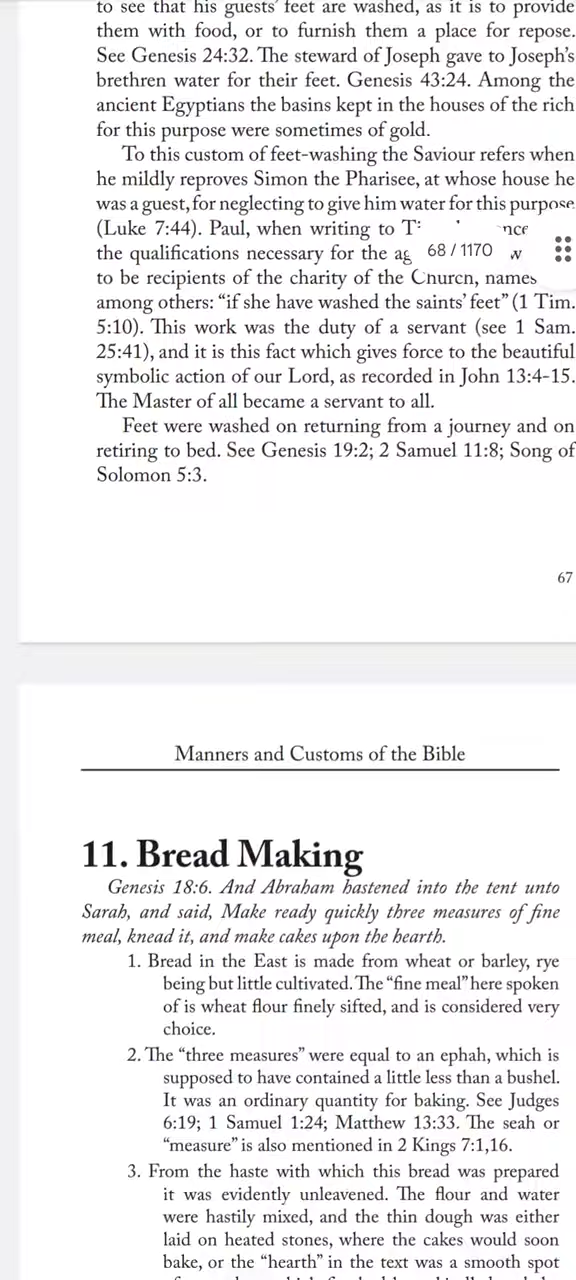 to see that his guests' feet are washed, as it is to provide
them with food, or to furnish them a place for repose.
See Genesis 24:32. The steward of Joseph gave to Joseph's
brethren water for their feet. Genesis 43:24. Among the
ancient Egyptians the basins kept in the houses of the rich
for this purpose were sometimes of gold.
To this custom of feet-washing the Saviour refers when
he mildly reproves Simon the Pharisee, at whose house he
was a guest, for neglecting to give him water for this purpose
(Luke 7:44). Paul, when writing to
the qualifications necessary for the
68 / 1170
to be recipients of the charity of the Church, names
among others: “if she have washed the saints' feet” (1 Tim.
5:10). This work was the duty of a servant (see 1 Sam.
25:41), and it is this fact which gives force to the beautiful
symbolic action of our Lord, as recorded in John 13:4-15.
The Master of all became a servant to all.
Feet were washed on returning from a journey and on
retiring to bed. See Genesis 19:2; 2 Samuel 11:8; Song of
Solomon 5:3.
67
Manners and Customs of the Bible
11. Bread Making
Genesis 18:6. And Abraham hastened into the tent unto
Sarah, and said, Make ready quickly three measures of fine
meal, knead it, and make cakes upon the hearth.
1. Bread in the East is made from wheat or barley, rye
being but little cultivated. The “fine meal” here spoken
of is wheat flour finely sifted, and is considered very
choice.
2. The “three measures” were equal to an ephah, which is
supposed to have contained a little less than a bushel.
It was an ordinary quantity for baking. See Judges
6:19; 1 Samuel 1:24; Matthew 13:33. The seah or
“measure” is also mentioned in 2 Kings 7:1,16.
3. From the haste with which this bread was prepared
it was evidently unleavened. The flour and water
were hastily mixed, and the thin dough was either
laid on heated stones, where the cakes would soon
bake, or the “hearth” in the text was a smooth spot